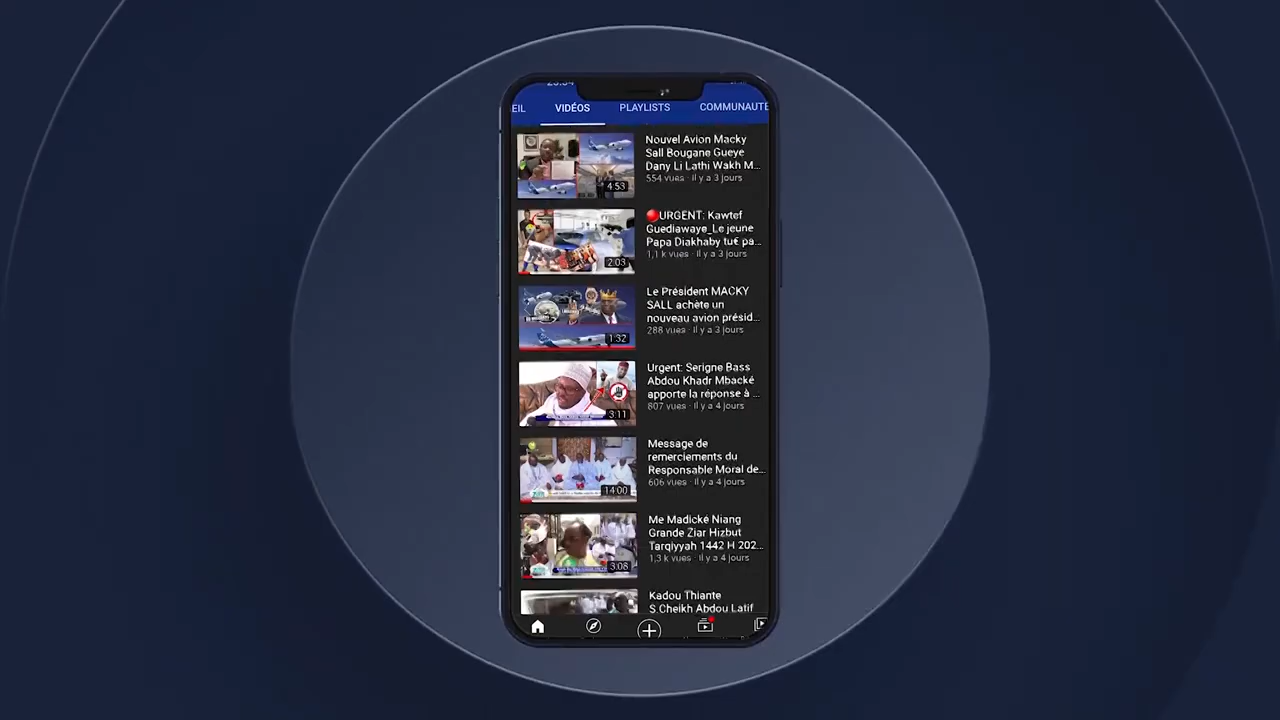 EIL VIDÉOS PLAYLISTS COMMUNAUTÉ
Nouvel Avion Macky
Sall Bougane Gueye
Dany Li Lathi Wakh M...
554 vues · Il y a 3 jours
4:53
URGENT: Kawtef
Guediawaye_Le jeune
Papa Diakhaby tu€ pa...
1,1 k vues · Il y a 3 jours
2:03
Le Président MACKY
SALL achète un
nouveau avion présid...
288 vues · Il y a 3 jours
1:32
Urgent: Serigne Bass
Abdou Khadr Mbacké
apporte la réponse à ...
807 vues · Il y a 4 jours
3:11
Message de
remerciements du
Responsable Moral de...
606 vues · Il y a 4 jours
14:00
Me Madické Niang
Grande Ziar Hizbut
Tarqiyyah 1442 H 202...
1,3 k vues · Il y a 4 jours
3:08
Kadou Thiante
S.Cheikh Abdou Latif